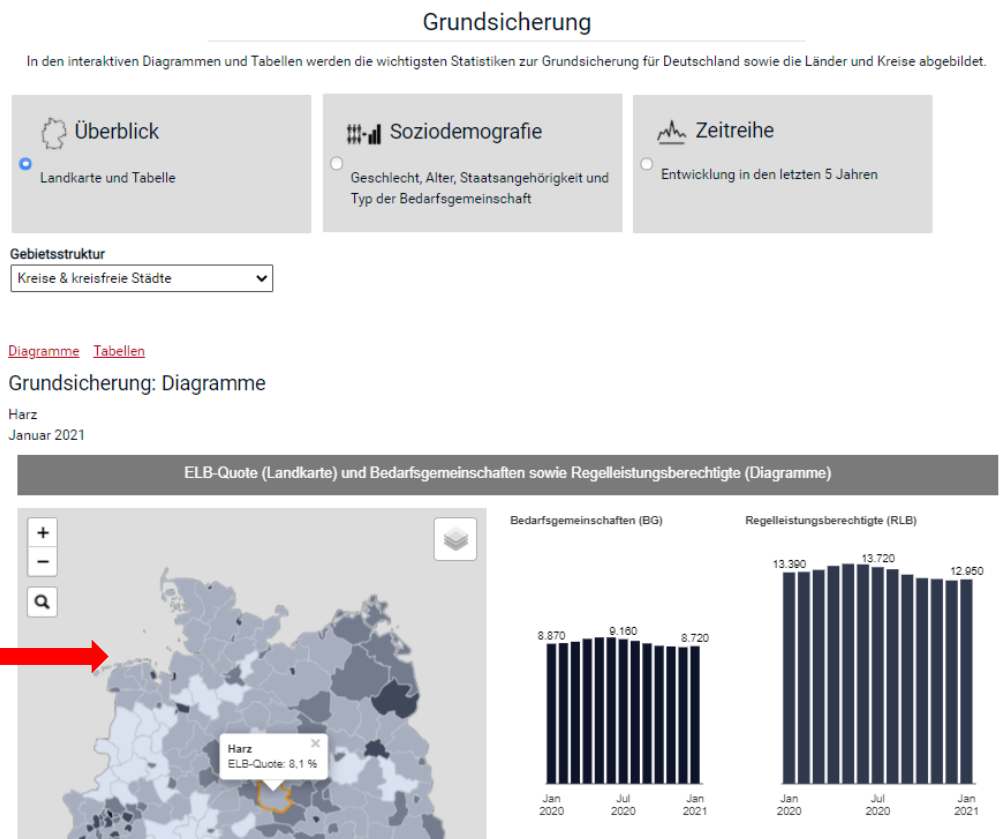 Grundsicherung
In den interaktiven Diagrammen und Tabellen werden die wichtigsten Statistiken zur Grundsicherung für Deutschland sowie die Länder und Kreise abgebildet.
Überblick
Landkarte und Tabelle
Soziodemografie
Geschlecht, Alter, Staatsangehörigkeit und
Typ der Bedarfsgemeinschaft
Zeitreihe
Entwicklung in den letzten 5 Jahren
Gebietsstruktur
Kreise & kreisfreie Städte
Diagramme Tabellen
Grundsicherung: Diagramme
Harz
Januar 2021
ELB-Quote (Landkarte) und Bedarfsgemeinschaften sowie Regelleistungsberechtigte (Diagramme)
+
−
Harz ×
ELB-Quote: 8,1 %
Bedarfsgemeinschaften (BG)
8.870 9.160 8.720
Jan Jul Jan
2020 2020 2021
Regelleistungsberechtigte (RLB)
13.390 13.720 12.950
Jan Jul Jan
2020 2020 2021